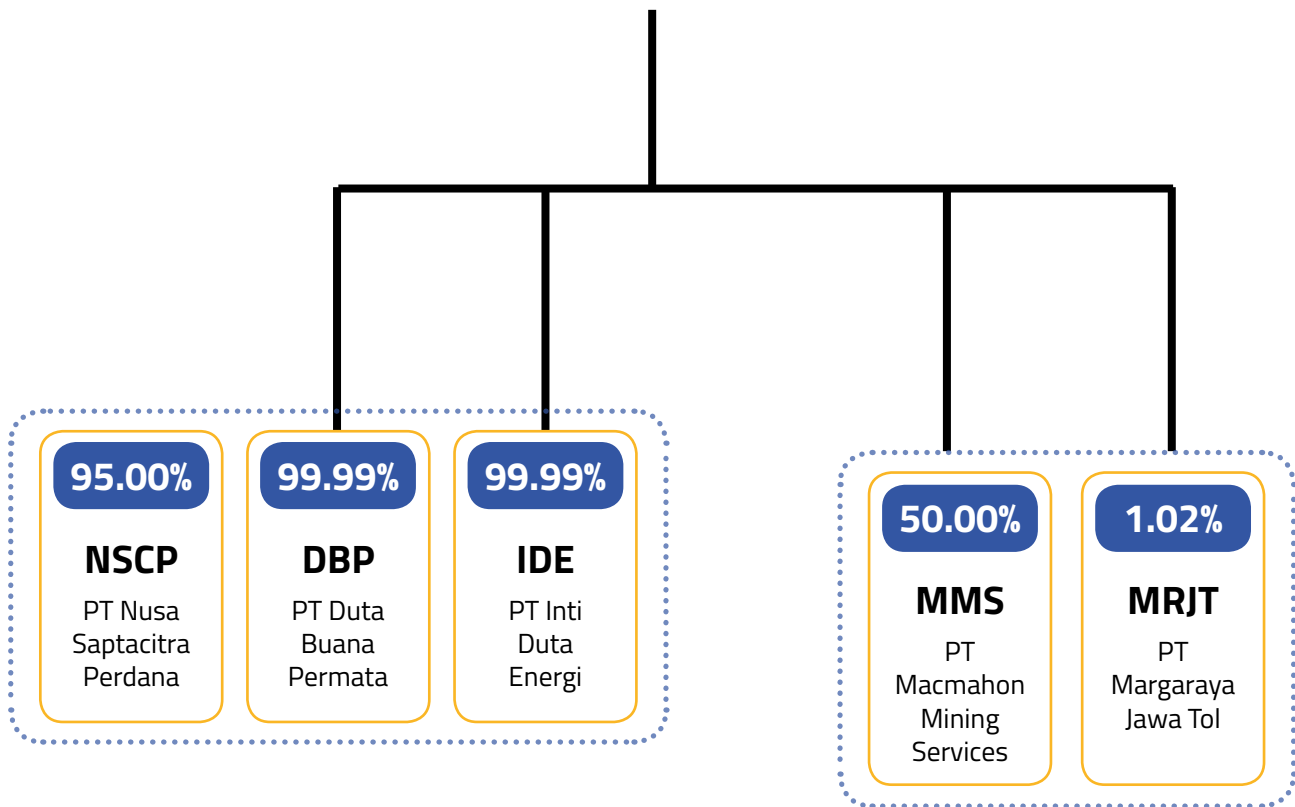 95.00%
NSCP
PT Nusa
Saptacitra
Perdana
99.99%
DBP
PT Duta
Buana
Permata
99.99%
IDE
PT Inti
Duta
Energi
50.00%
MMS
PT
Macmahon
Mining
Services
1.02%
MRJT
PT
Margaraya
Jawa Tol